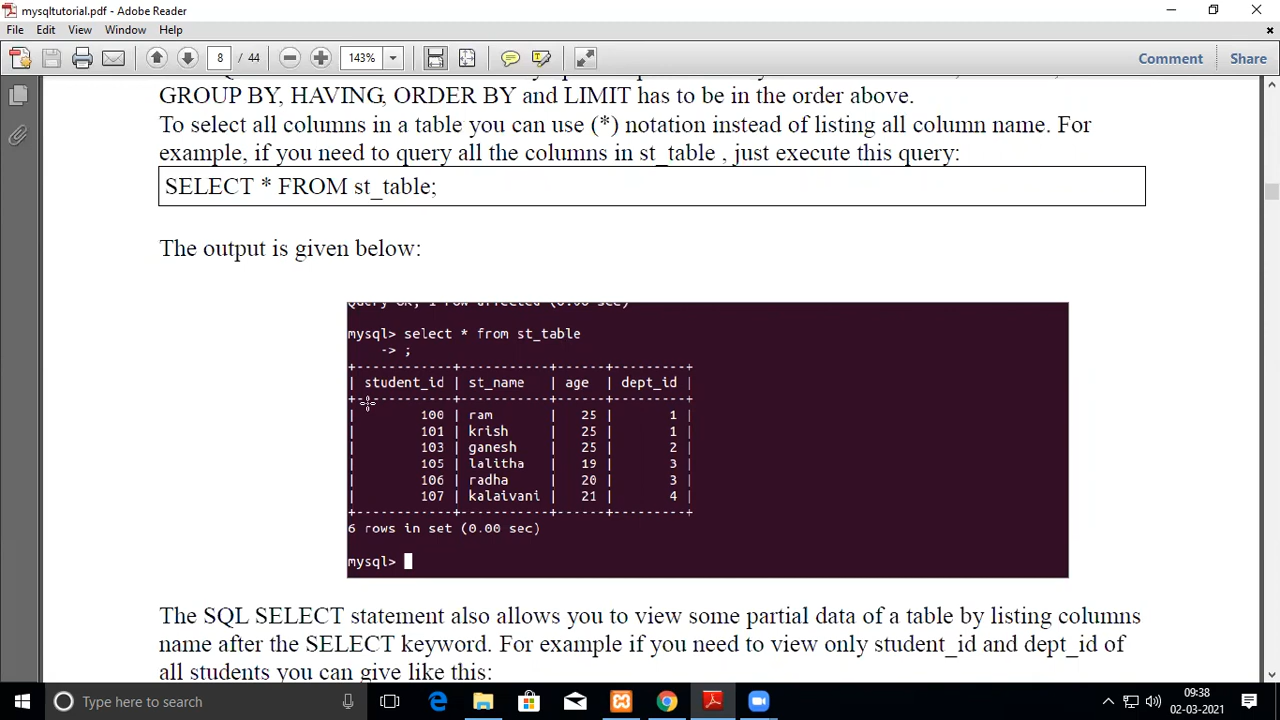 mysqltutorial.pdf - Adobe Reader
File Edit View Window Help
8 / 44 143% Comment Share
GROUP BY, HAVING, ORDER BY and LIMIT has to be in the order above.
To select all columns in a table you can use (*) notation instead of listing all column name. For
example, if you need to query all the columns in st_table , just execute this query:
SELECT * FROM st_table;
The output is given below:
Query OK, 1 row affected (0.00 sec)
mysql> select * from st_table
-> ;
+------------+-----------+------+---------+
| student_id | st_name | age | dept_id |
+------------+-----------+------+---------+
| 100 | ram | 25 | 1 |
| 101 | krish | 25 | 1 |
| 103 | ganesh | 25 | 2 |
| 105 | lalitha | 19 | 3 |
| 106 | radha | 20 | 3 |
| 107 | kalaivani | 21 | 4 |
+------------+-----------+------+---------+
6 rows in set (0.00 sec)
mysql>
The SQL SELECT statement also allows you to view some partial data of a table by listing columns
name after the SELECT keyword. For example if you need to view only student_id and dept_id of
all students you can give like this:
Type here to search
09:38
02-03-2021